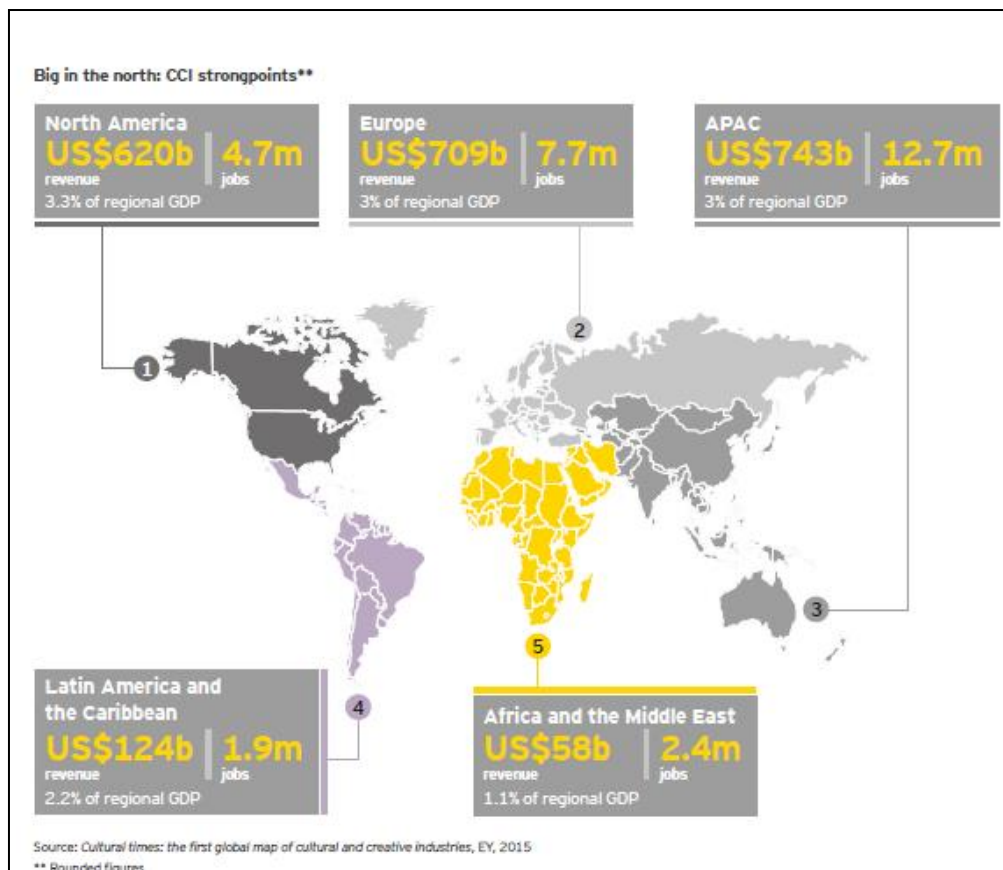 Big in the north: CCI strongpoints**
North America
US$620b 4.7m
revenue jobs
3.3% of regional GDP
Europe
US$709b 7.7m
revenue jobs
3% of regional GDP
APAC
US$743b 12.7m
revenue jobs
3% of regional GDP
1
2
3
4
5
Latin America and
the Caribbean
US$124b 1.9m
revenue jobs
2.2% of regional GDP
Africa and the Middle East
US$58b 2.4m
revenue jobs
1.1% of regional GDP
Source: Cultural times: the first global map of cultural and creative industries, EY, 2015
** Rounded figures